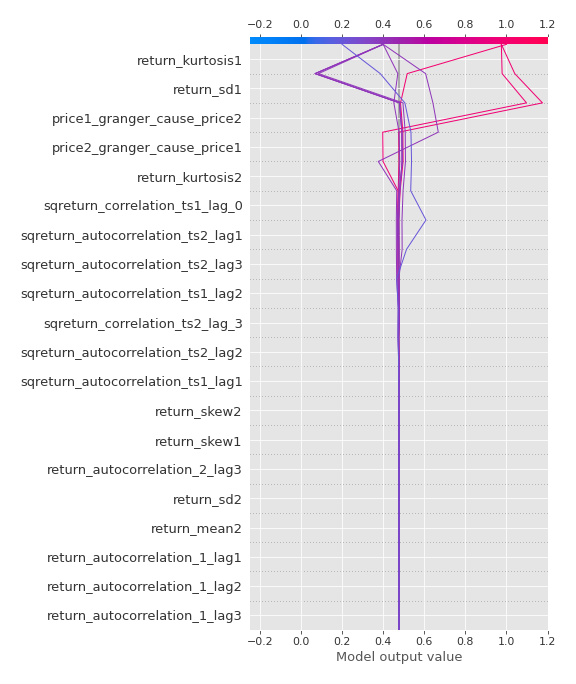 −0.2 0.0 0.2 0.4 0.6 0.8 1.0 1.2
return_kurtosis1
return_sd1
price1_granger_cause_price2
price2_granger_cause_price1
return_kurtosis2
sqreturn_correlation_ts1_lag_0
sqreturn_autocorrelation_ts2_lag1
sqreturn_autocorrelation_ts2_lag3
sqreturn_autocorrelation_ts1_lag2
sqreturn_correlation_ts2_lag_3
sqreturn_autocorrelation_ts2_lag2
sqreturn_autocorrelation_ts1_lag1
return_skew2
return_skew1
return_autocorrelation_2_lag3
return_sd2
return_mean2
return_autocorrelation_1_lag1
return_autocorrelation_1_lag2
return_autocorrelation_1_lag3
−0.2 0.0 0.2 0.4 0.6 0.8 1.0 1.2
Model output value